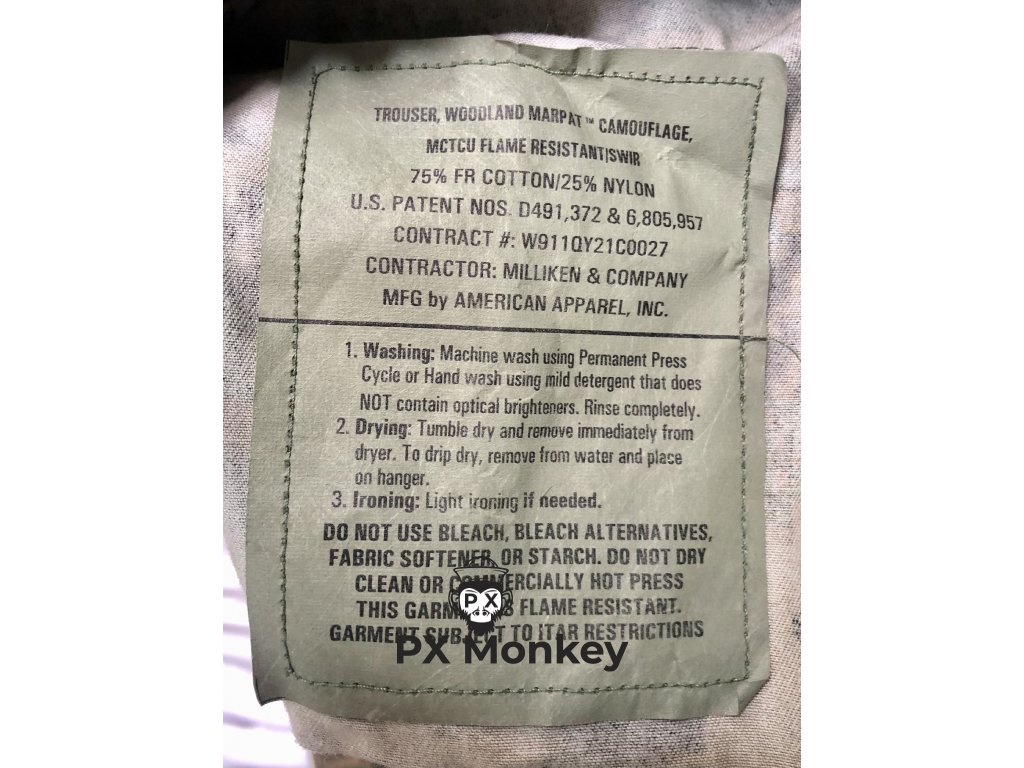 TROUSER, WOODLAND MARPAT™ CAMOUFLAGE,
MCTCU FLAME RESISTANT|SWIR
75% FR COTTON/25% NYLON
U.S. PATENT NOS. D491,372 & 6,805,957
CONTRACT #: W911QY21C0027
CONTRACTOR: MILLIKEN & COMPANY
MFG by AMERICAN APPAREL, INC.
1. Washing: Machine wash using Permanent Press
Cycle or Hand wash using mild detergent that does
NOT contain optical brighteners. Rinse completely.
2. Drying: Tumble dry and remove immediately from
dryer. To drip dry, remove from water and place
on hanger.
3. Ironing: Light ironing if needed.
DO NOT USE BLEACH, BLEACH ALTERNATIVES,
FABRIC SOFTENER, OR STARCH. DO NOT DRY
CLEAN OR COMMERCIALLY HOT PRESS
THIS GARMENT IS FLAME RESISTANT.
GARMENT SUBJECT TO ITAR RESTRICTIONS
PX
PX Monkey